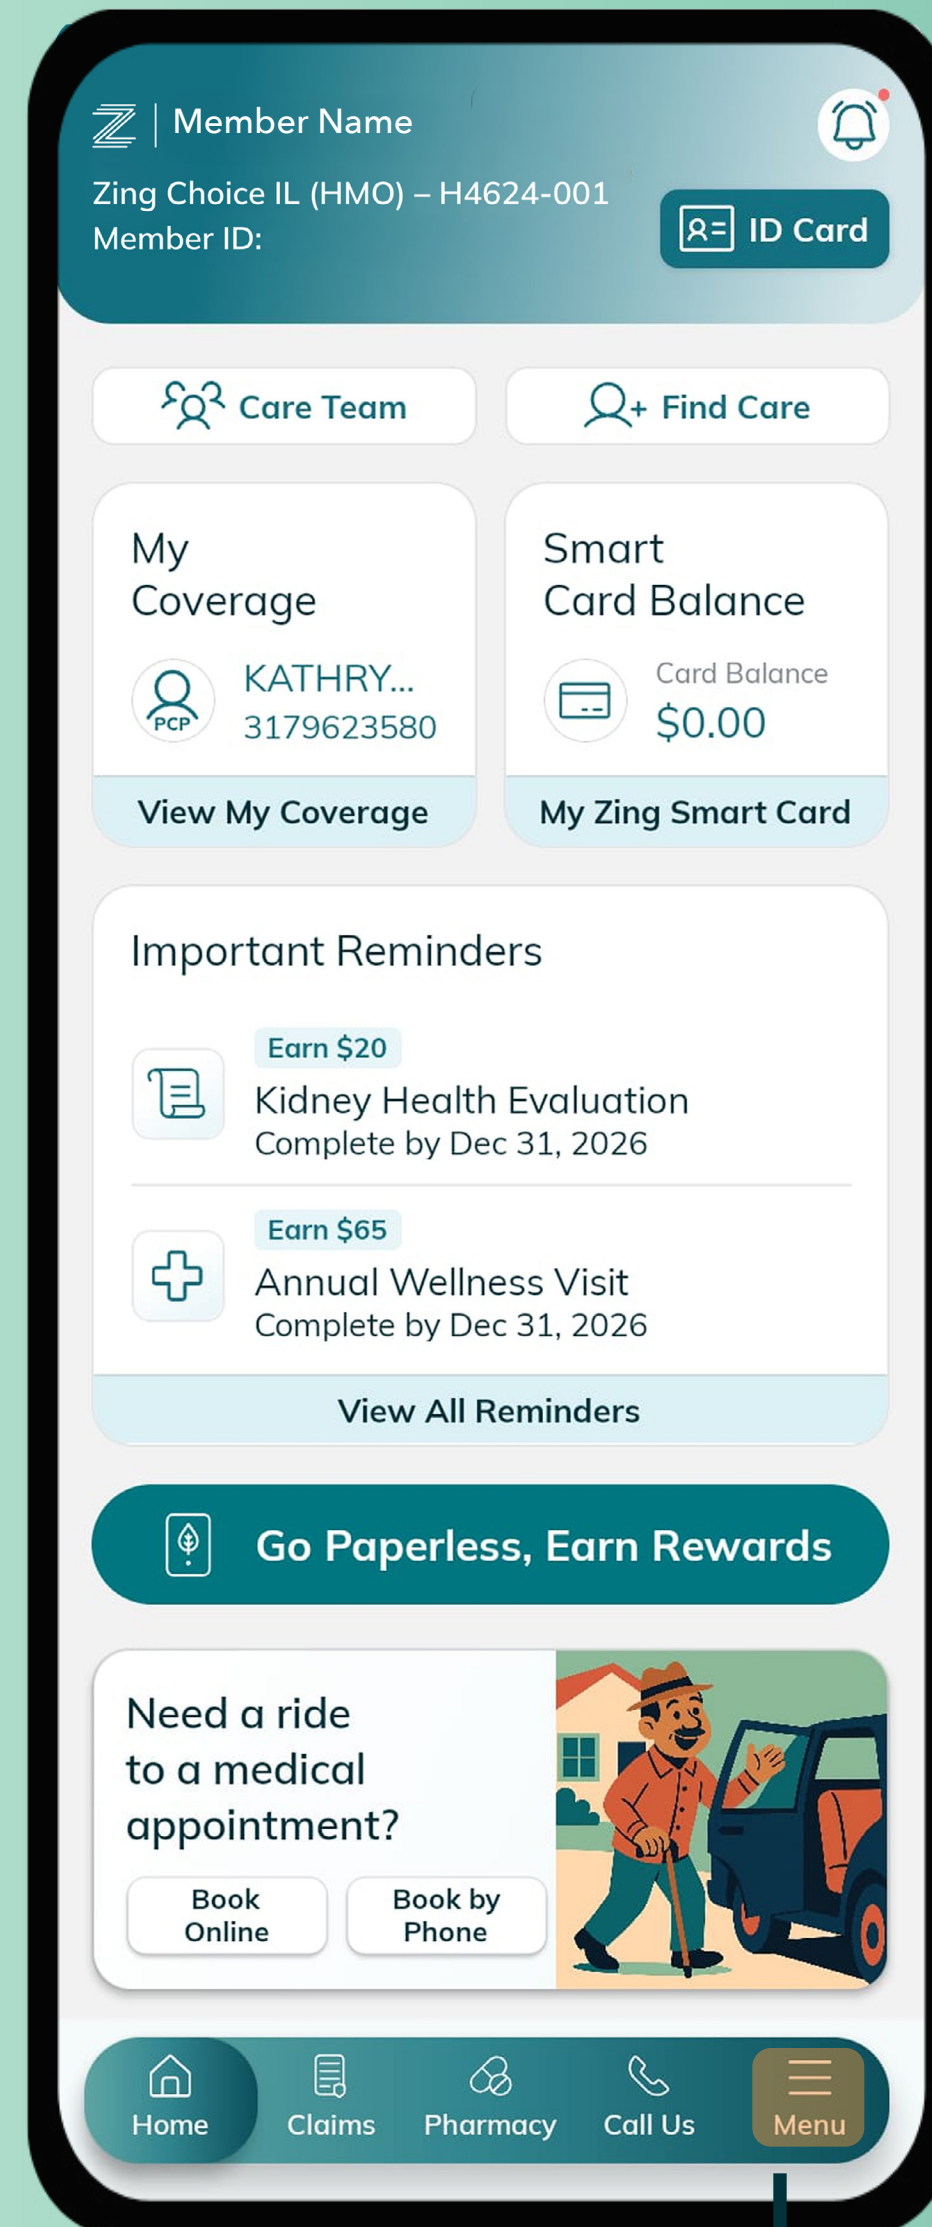 Member Name
Zing Choice IL (HMO) – H4624-001
Member ID:
ID Card
Care Team
Find Care
My
Coverage
PCP
KATHRY...
3179623580
View My Coverage
Smart
Card Balance
Card Balance
$0.00
My Zing Smart Card
Important Reminders
Earn $20
Kidney Health Evaluation
Complete by Dec 31, 2026
Earn $65
Annual Wellness Visit
Complete by Dec 31, 2026
View All Reminders
Go Paperless, Earn Rewards
Need a ride
to a medical
appointment?
Book
Online
Book by
Phone
Home
Claims
Pharmacy
Call Us
Menu